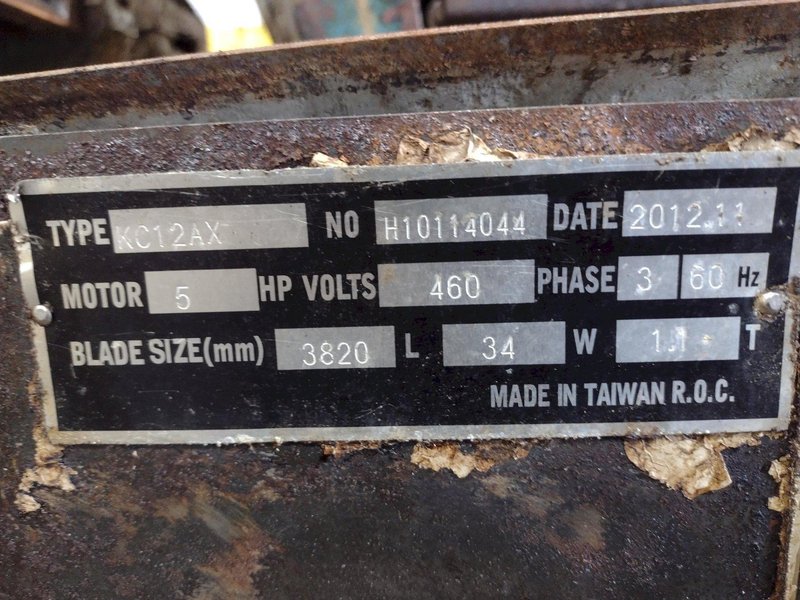 TYPE KC12AX NO H10114044 DATE 2012.11
MOTOR 5 HP VOLTS 460 PHASE 3 60 Hz
BLADE SIZE(mm) 3820 L 34 W 1.1 T
MADE IN TAIWAN R.O.C.